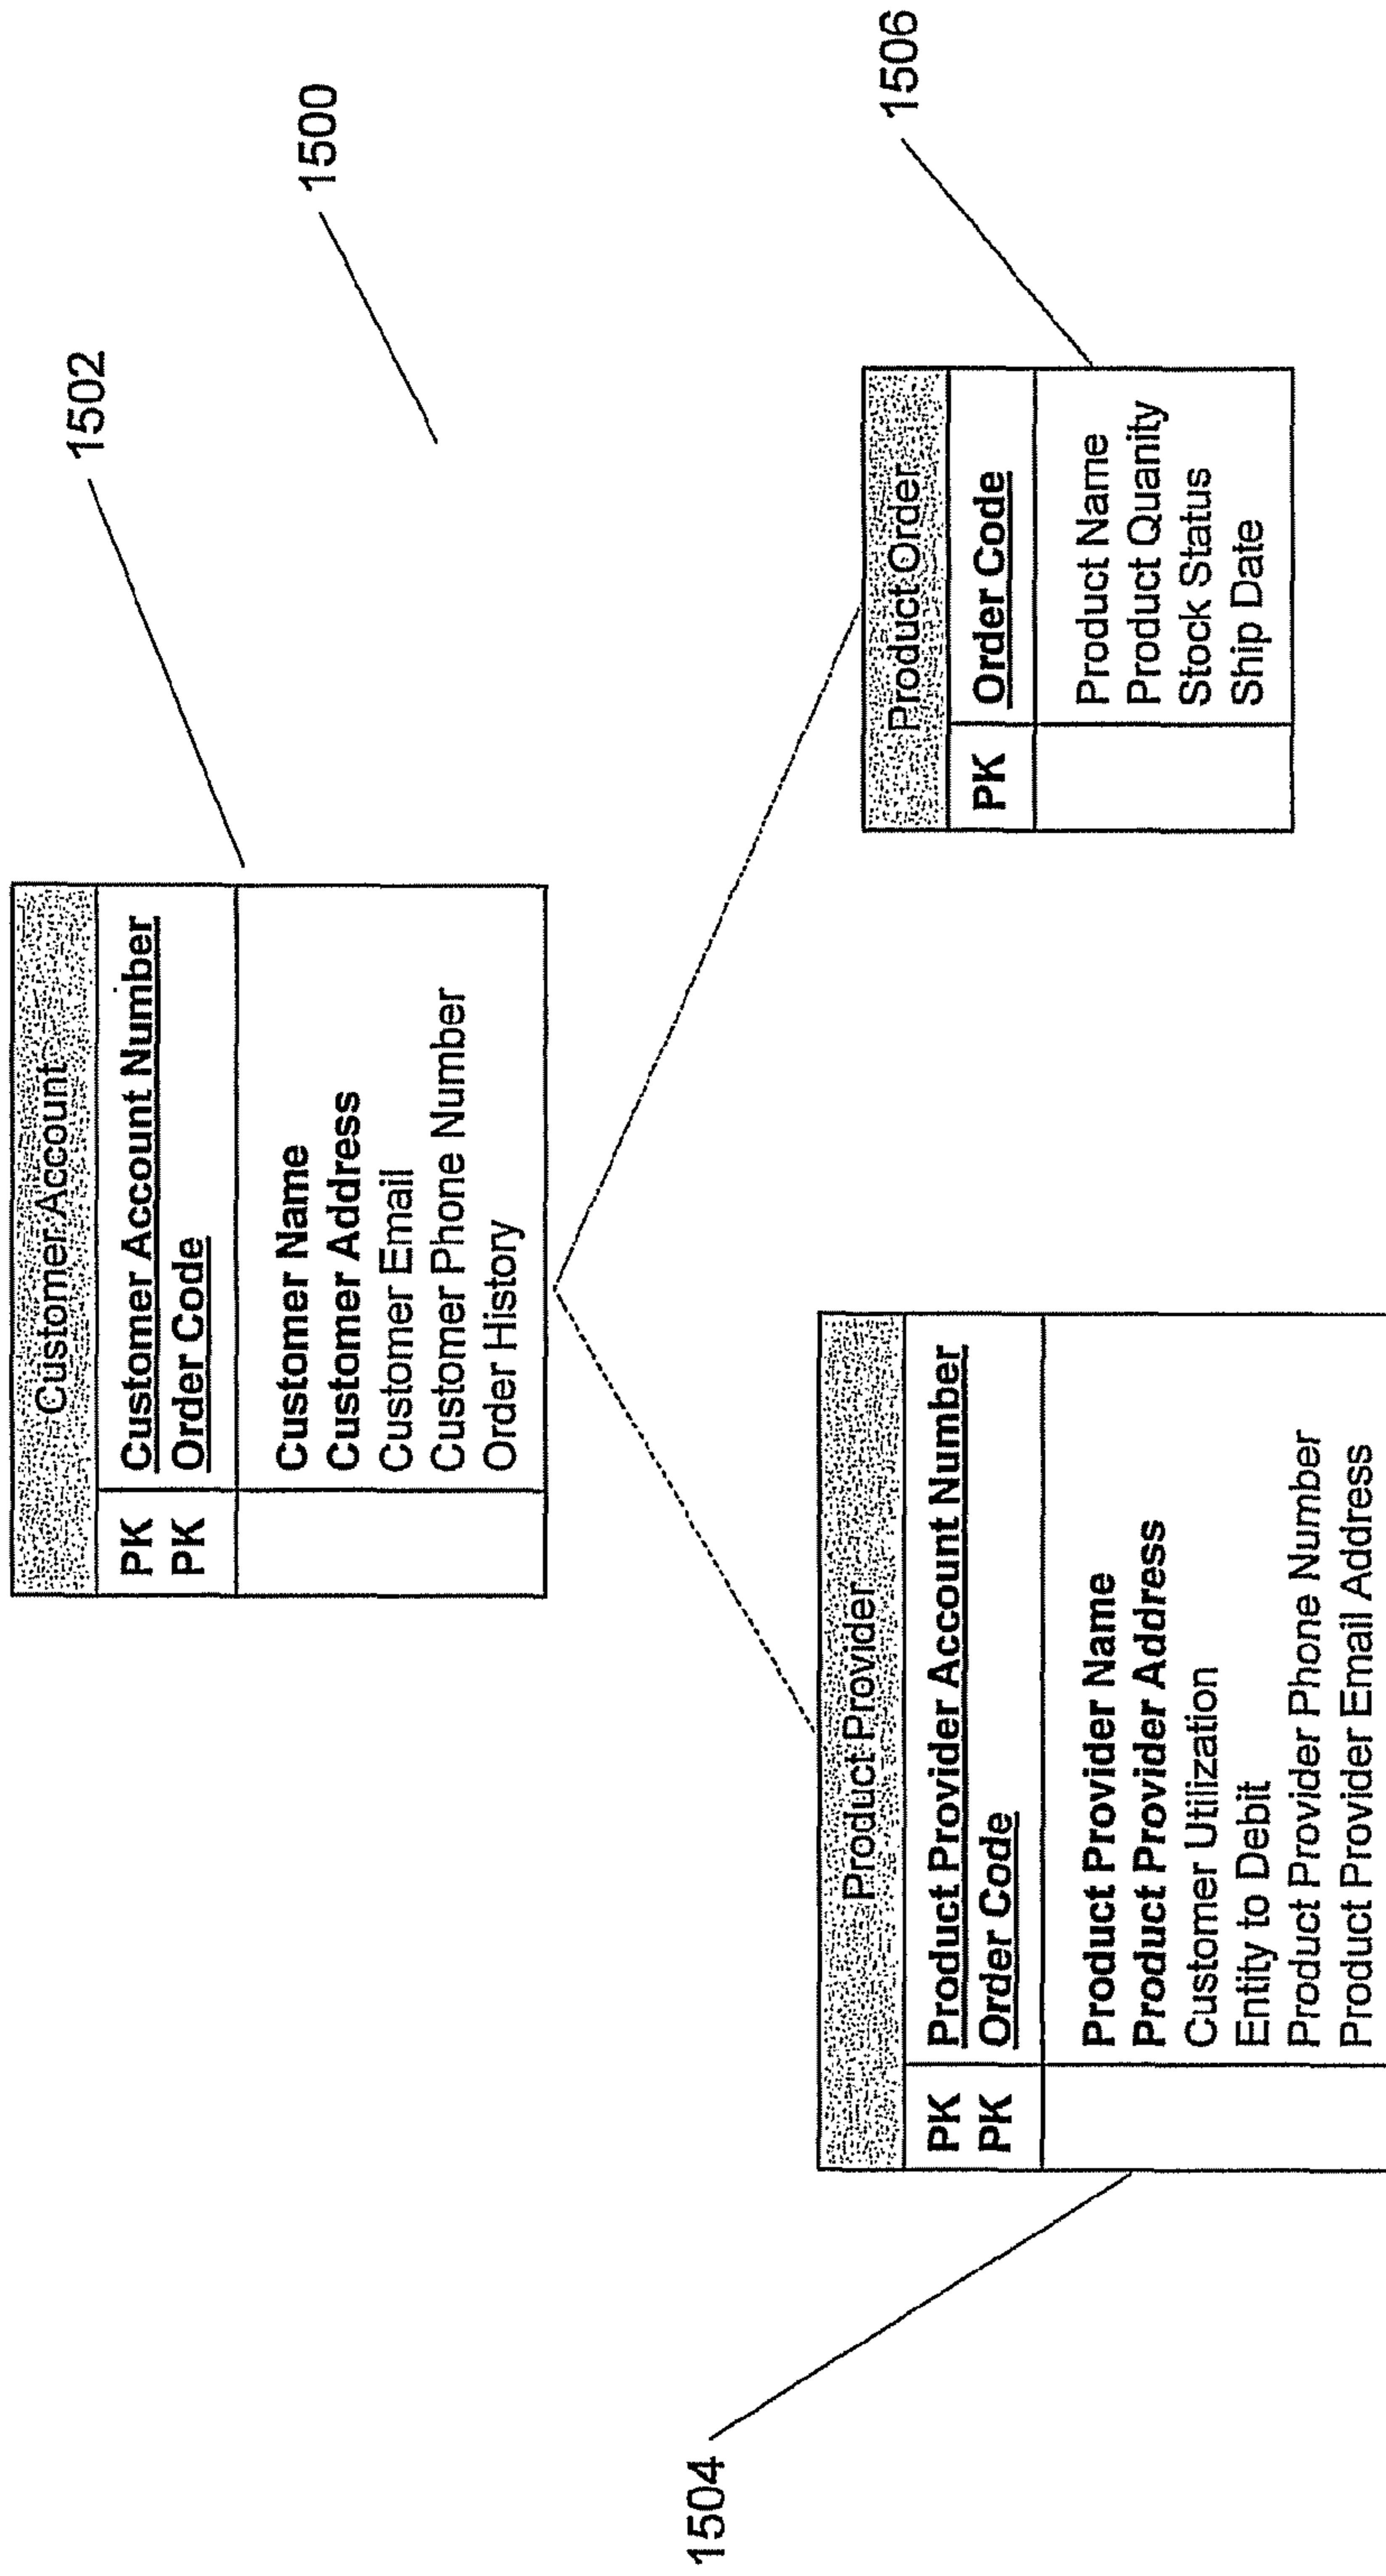 1502
1500
Customer Account
PK Customer Account Number
PK Order Code
Customer Name
Customer Address
Customer Email
Customer Phone Number
Order History
1504
Product Provider
PK Product Provider Account Number
PK Order Code
Product Provider Name
Product Provider Address
Customer Utilization
Entity to Debit
Product Provider Phone Number
Product Provider Email Address
1506
Product Order
PK Order Code
Product Name
Product Quanity
Stock Status
Ship Date